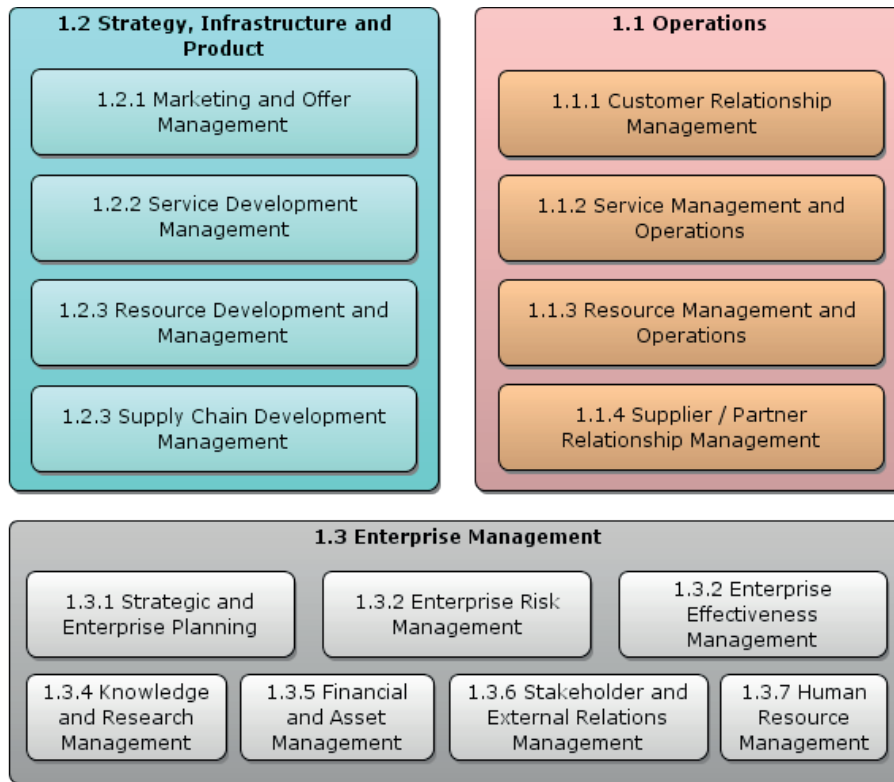 1.2 Strategy, Infrastructure and
Product
1.2.1 Marketing and Offer
Management
1.2.2 Service Development
Management
1.2.3 Resource Development and
Management
1.2.3 Supply Chain Development
Management
1.1 Operations
1.1.1 Customer Relationship
Management
1.1.2 Service Management and
Operations
1.1.3 Resource Management and
Operations
1.1.4 Supplier / Partner
Relationship Management
1.3 Enterprise Management
1.3.1 Strategic and
Enterprise Planning
1.3.2 Enterprise Risk
Management
1.3.2 Enterprise
Effectiveness
Management
1.3.4 Knowledge
and Research
Management
1.3.5 Financial
and Asset
Management
1.3.6 Stakeholder and
External Relations
Management
1.3.7 Human
Resource
Management